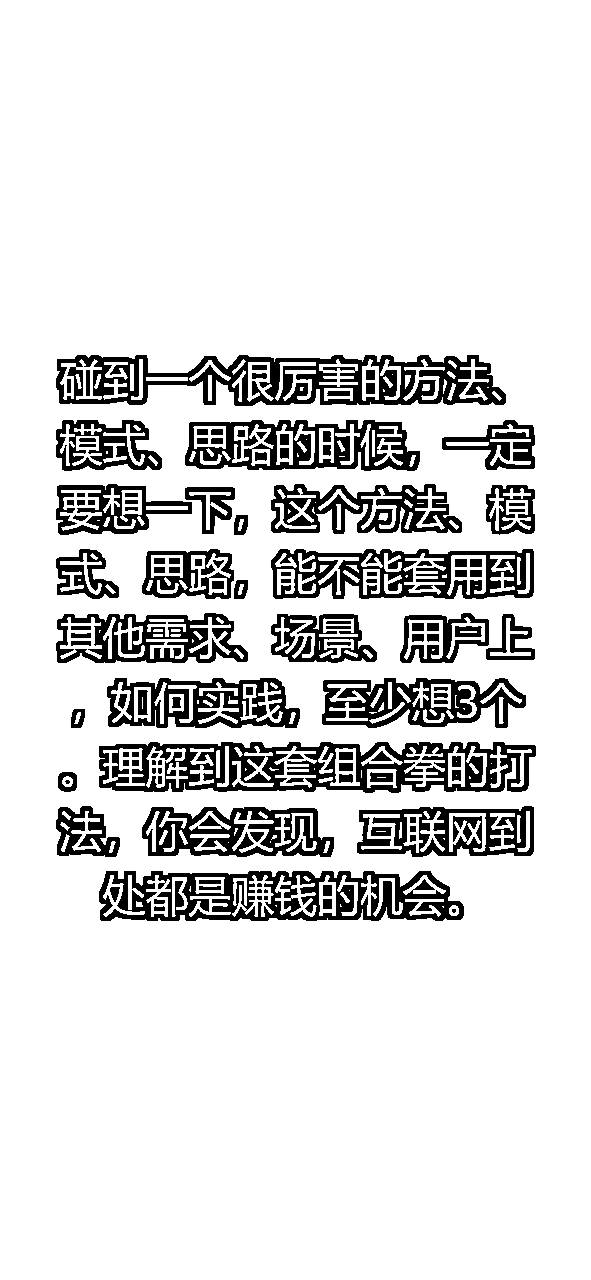 碰到一个很厉害的方法、
模式、思路的时候，一定
要想一下，这个方法、模
式、思路，能不能套用到
其他需求、场景、用户上
，如何实践，至少想3个
。理解到这套组合拳的打
法，你会发现，互联网到
处都是赚钱的机会。